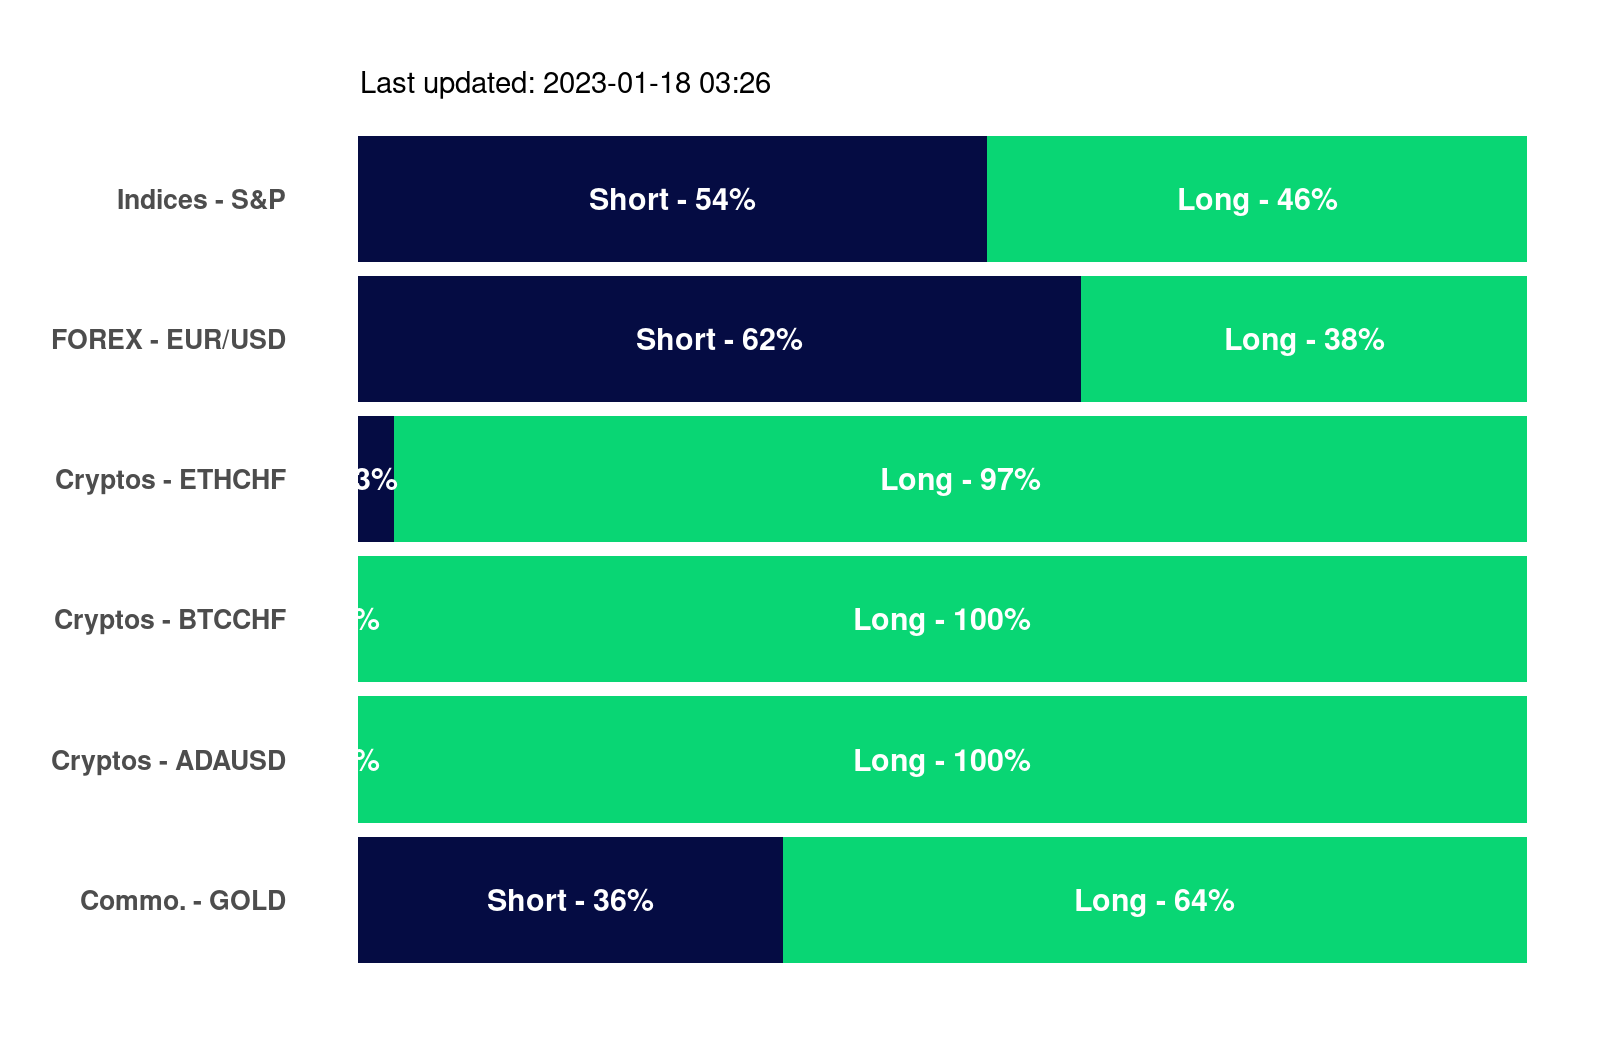 Last updated: 2023-01-18 03:26
Indices - S&P Short - 54% Long - 46%
FOREX - EUR/USD Short - 62% Long - 38%
Cryptos - ETHCHF 3% Long - 97%
Cryptos - BTCCHF % Long - 100%
Cryptos - ADAUSD % Long - 100%
Commo. - GOLD Short - 36% Long - 64%